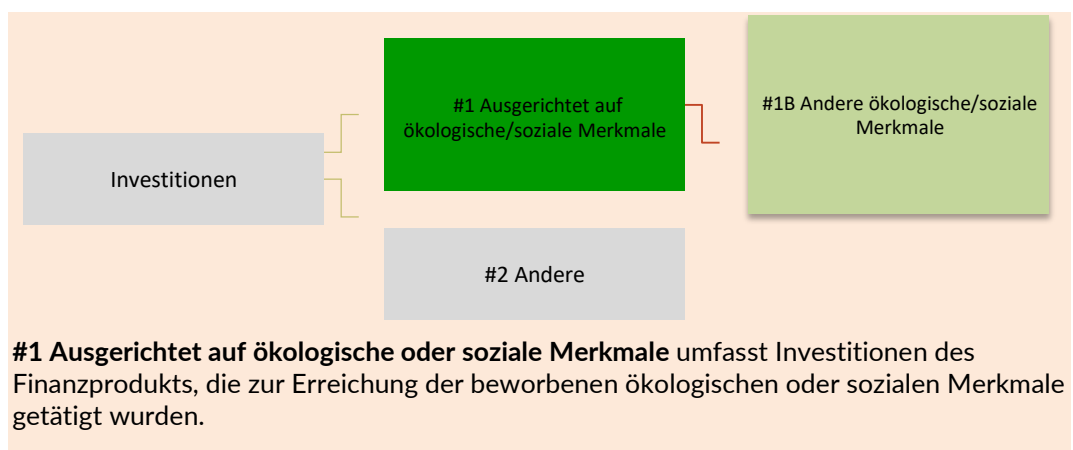 #1 Ausgerichtet auf
ökologische/soziale Merkmale
#1B Andere ökologische/soziale
Merkmale
Investitionen
#2 Andere
#1 Ausgerichtet auf ökologische oder soziale Merkmale umfasst Investitionen des
Finanzprodukts, die zur Erreichung der beworbenen ökologischen oder sozialen Merkmale
getätigt wurden.